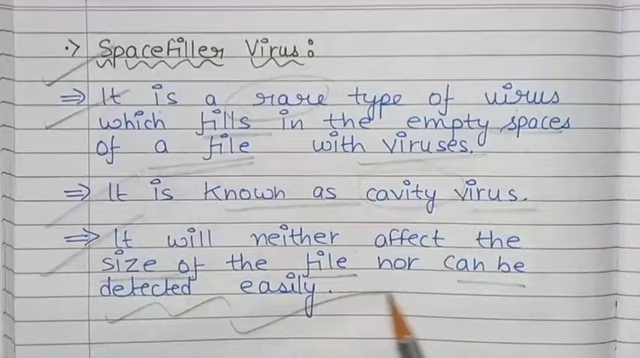 .> Spacefiller Virus:
⇒ It is a rare type of virus
which fills in the empty spaces
of a file with viruses.
⇒ It is known as cavity virus.
⇒ It will neither affect the
size of the file nor can be
detected easily.